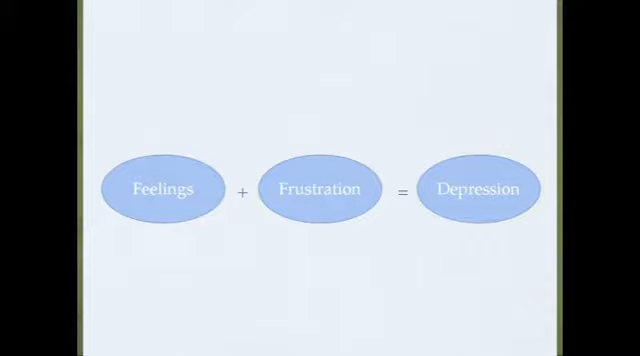 Feelings + Frustration = Depression